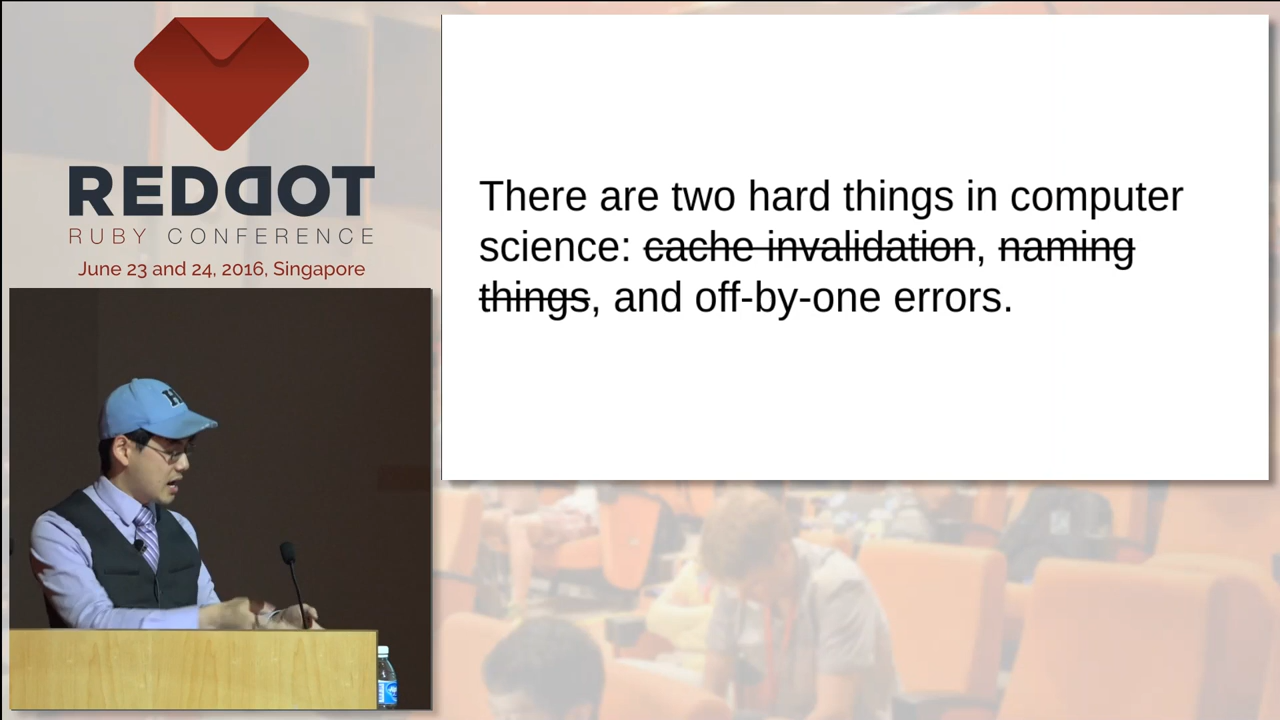 REDDOT
RUBY CONFERENCE
June 23 and 24, 2016, Singapore
There are two hard things in computer
science: cache invalidation, naming
things, and off-by-one errors.
H